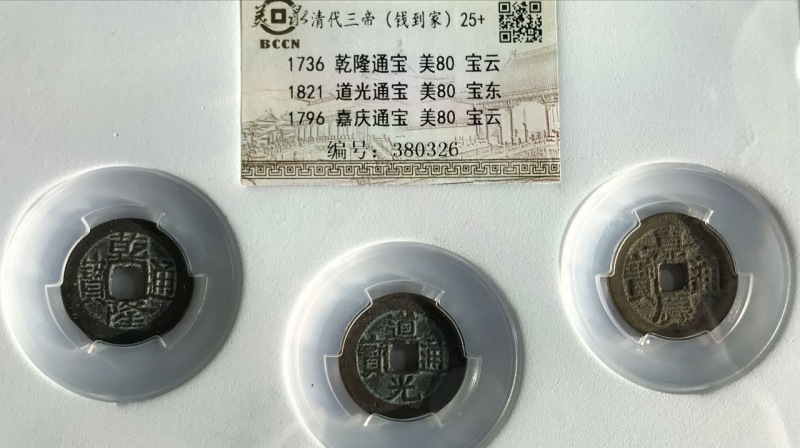 美泉 清代三帝（钱到家）25+
BCCN
1736 乾隆通宝 美80 宝云
1821 道光通宝 美80 宝东
1796 嘉庆通宝 美80 宝云
编号：380326
乾隆通寶
道光通寶
嘉慶通寶